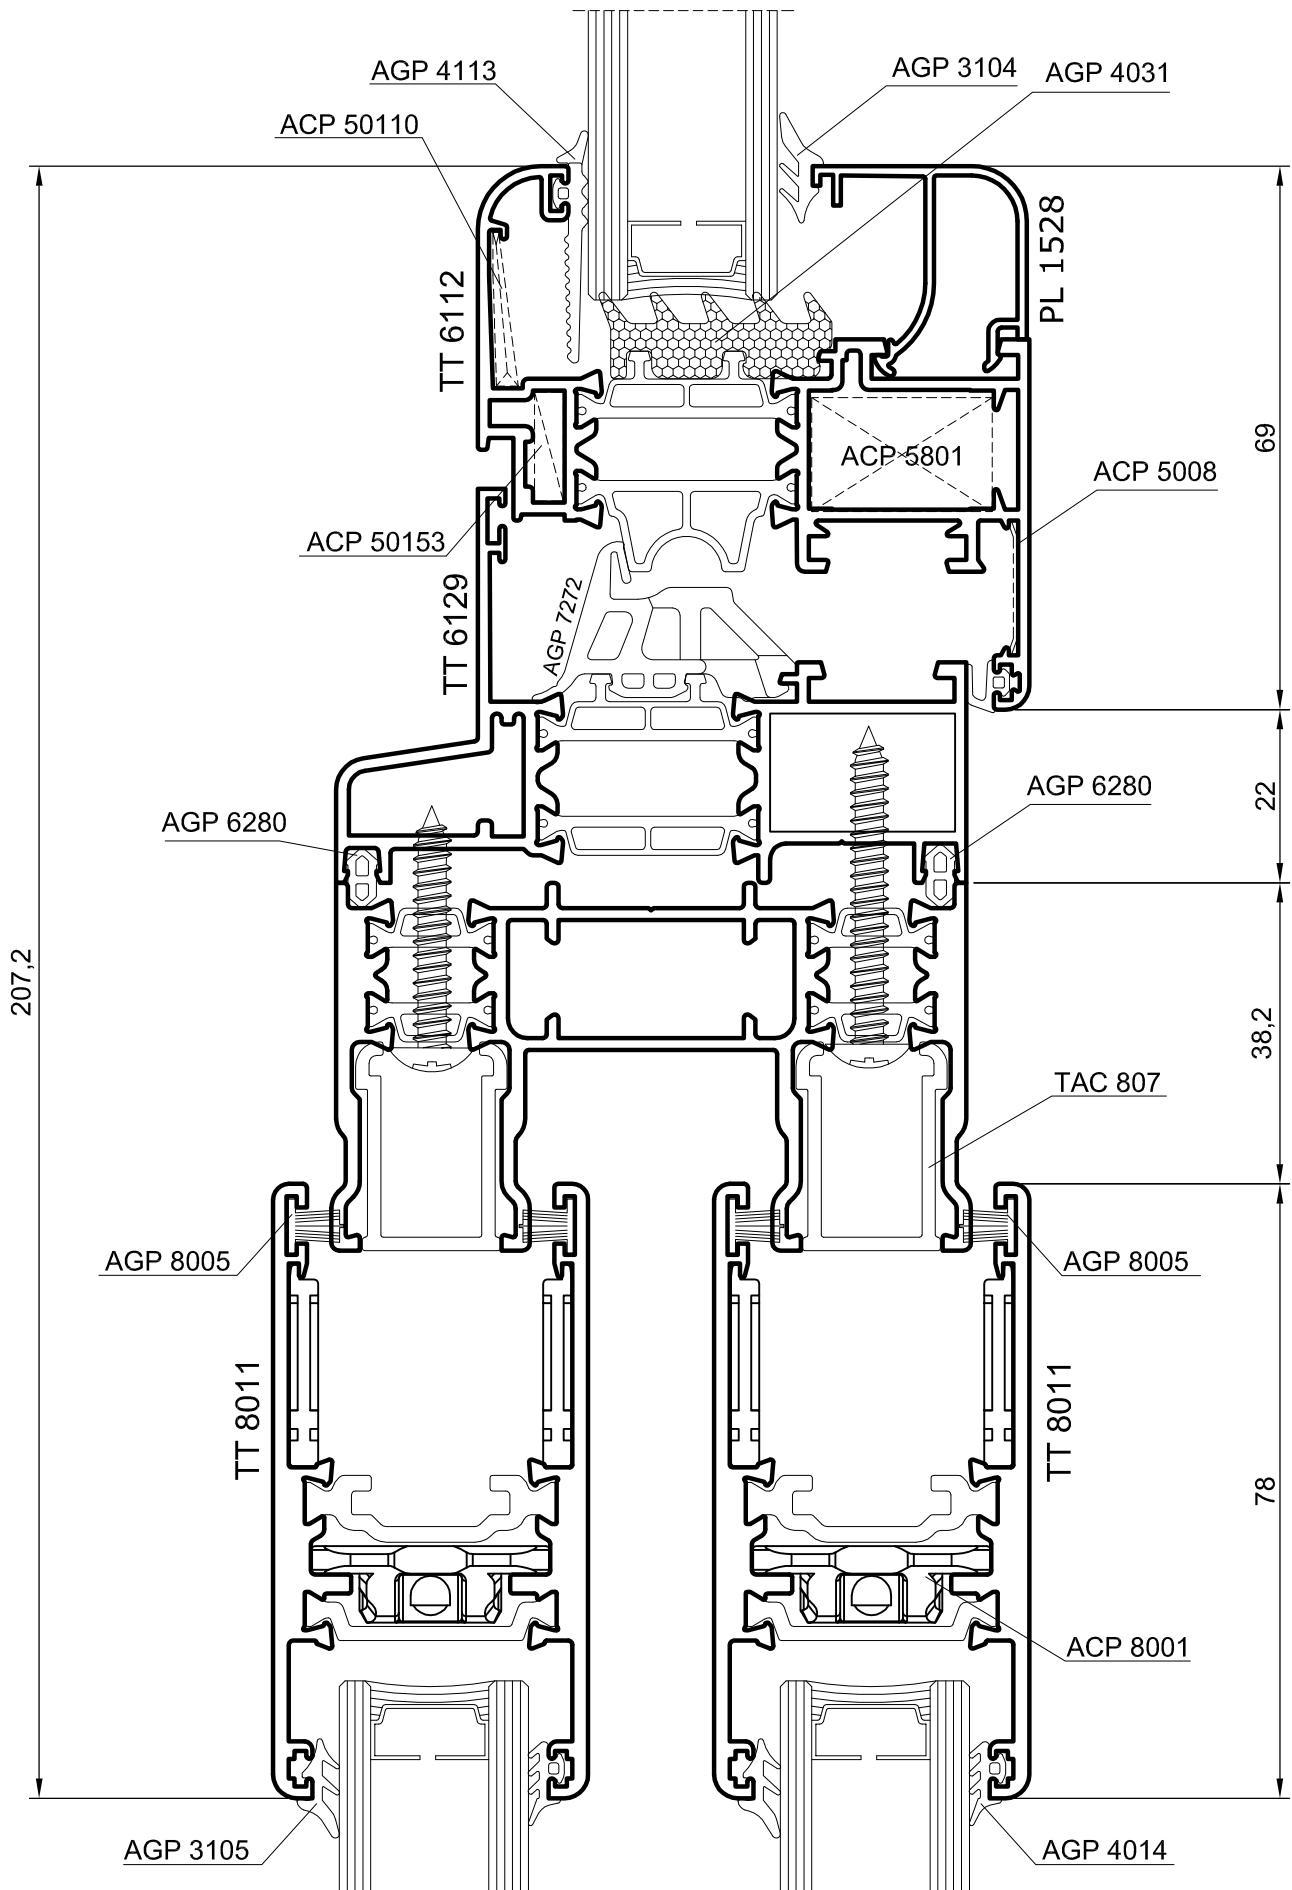 AGP 4113
AGP 3104
AGP 4031
ACP 50110
PL 1528
TT 6112
69
ACP 5801
ACP 5008
ACP 50153
AGP 7272
TT 6129
AGP 6280
AGP 6280
22
207,2
38,2
TAC 807
AGP 8005
AGP 8005
TT 8011
TT 8011
78
ACP 8001
AGP 3105
AGP 4014